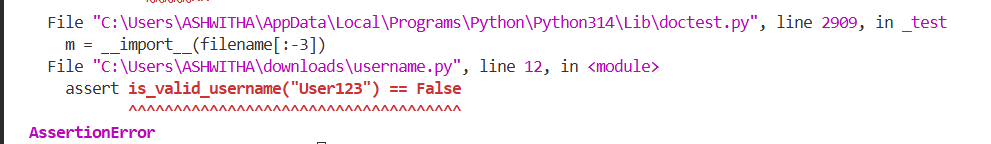 File "C:\Users\ASHWITHA\AppData\Local\Programs\Python\Python314\Lib\doctest.py", line 2909, in _test
m = __import__(filename[:-3])
File "C:\Users\ASHWITHA\downloads\username.py", line 12, in <module>
assert is_valid_username("User123") == False
^^^^^^^^^^^^^^^^^^^^^^^^^^^^^^^^^^^^^
AssertionError